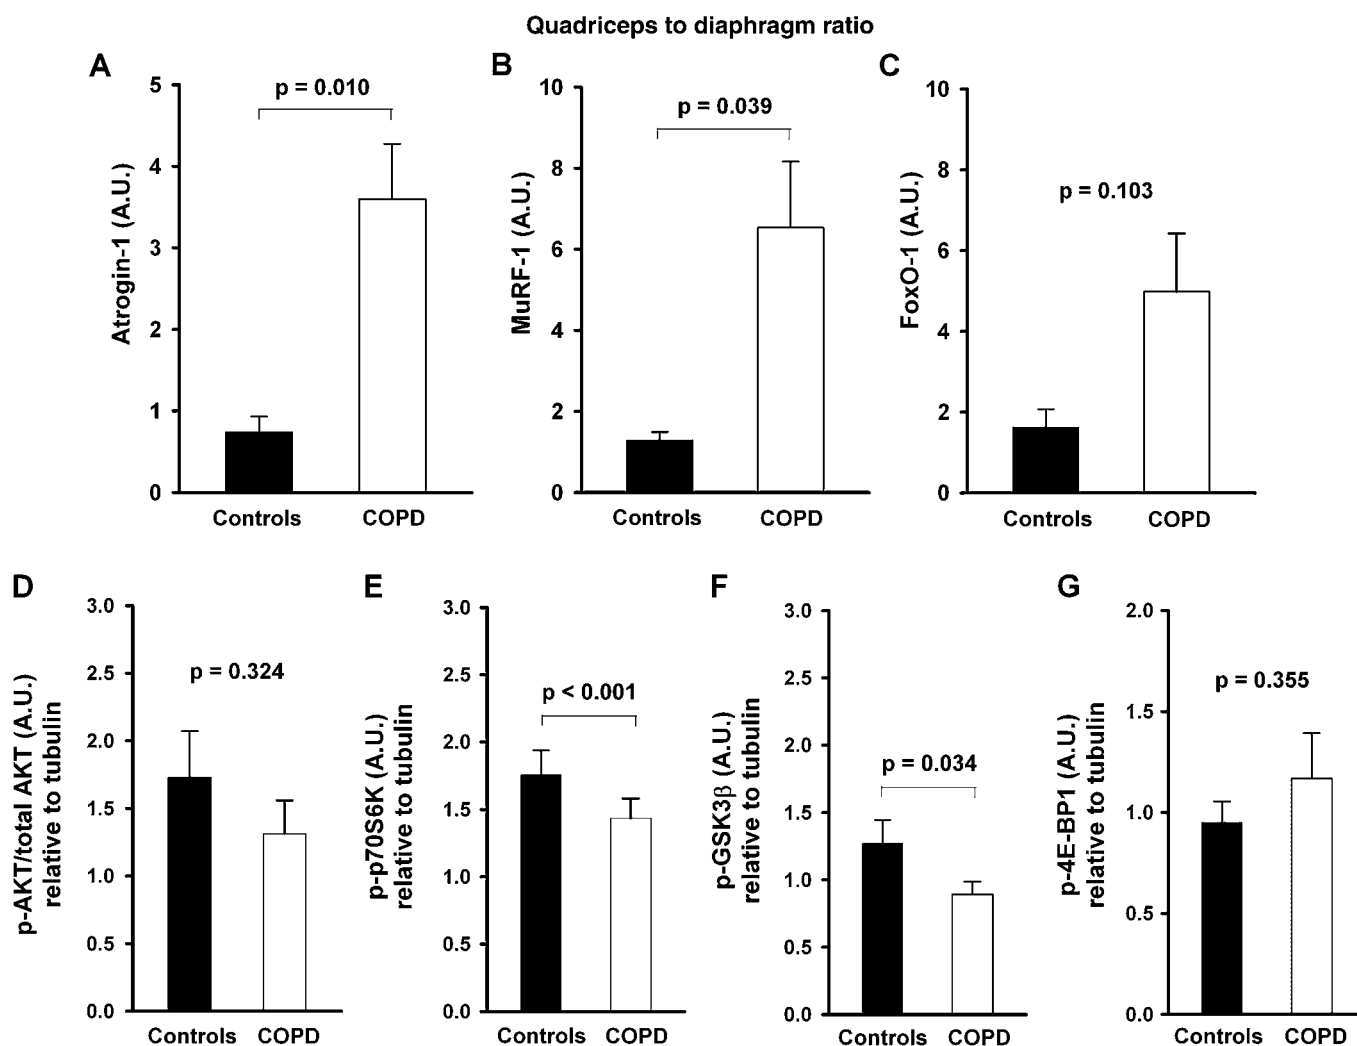 Quadriceps to diaphragm ratio
A
Atrogin-1 (A.U.)
5
4
3
2
1
0
p = 0.010
Controls COPD
B
MuRF-1 (A.U.)
10
8
6
4
2
0
p = 0.039
Controls COPD
C
FoxO-1 (A.U.)
10
8
6
4
2
0
p = 0.103
Controls COPD
D
p-AKT/total AKT (A.U.)
relative to tubulin
3.0
2.5
2.0
1.5
1.0
0.5
0.0
p = 0.324
Controls COPD
E
p-p70S6K (A.U.)
relative to tubulin
3.0
2.5
2.0
1.5
1.0
0.5
0.0
p < 0.001
Controls COPD
F
p-GSK3β (A.U.)
relative to tubulin
3.0
2.5
2.0
1.5
1.0
0.5
0.0
p = 0.034
Controls COPD
G
p-4E-BP1 (A.U.)
relative to tubulin
2.0
1.5
1.0
0.5
0.0
p = 0.355
Controls COPD